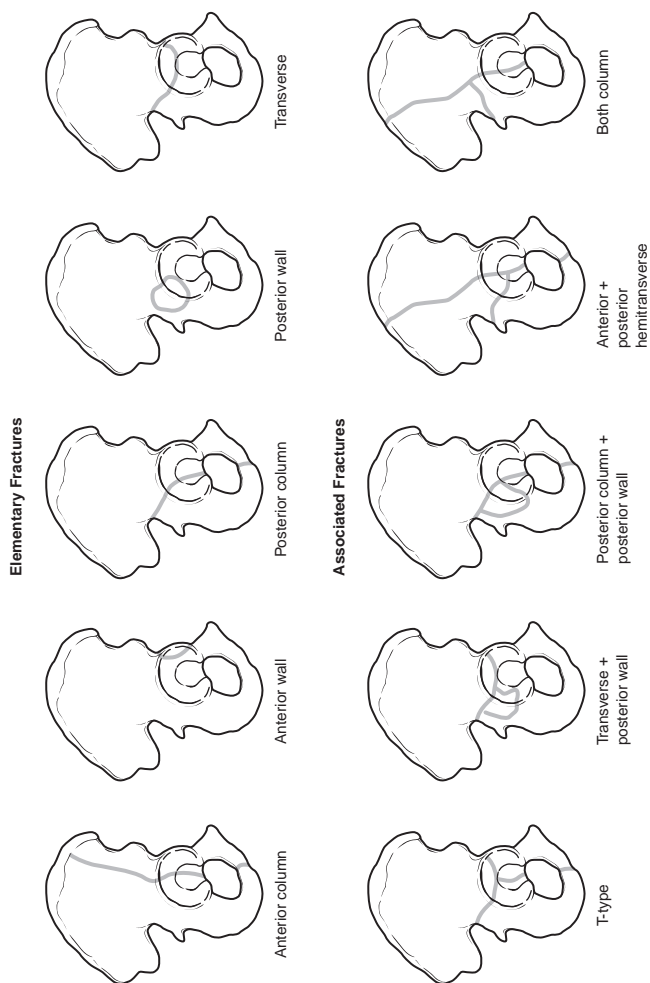 Elementary Fractures
Anterior column
Anterior wall
Posterior column
Posterior wall
Transverse
Associated Fractures
T-type
Transverse +
posterior wall
Posterior column +
posterior wall
Anterior +
posterior
hemitransverse
Both column